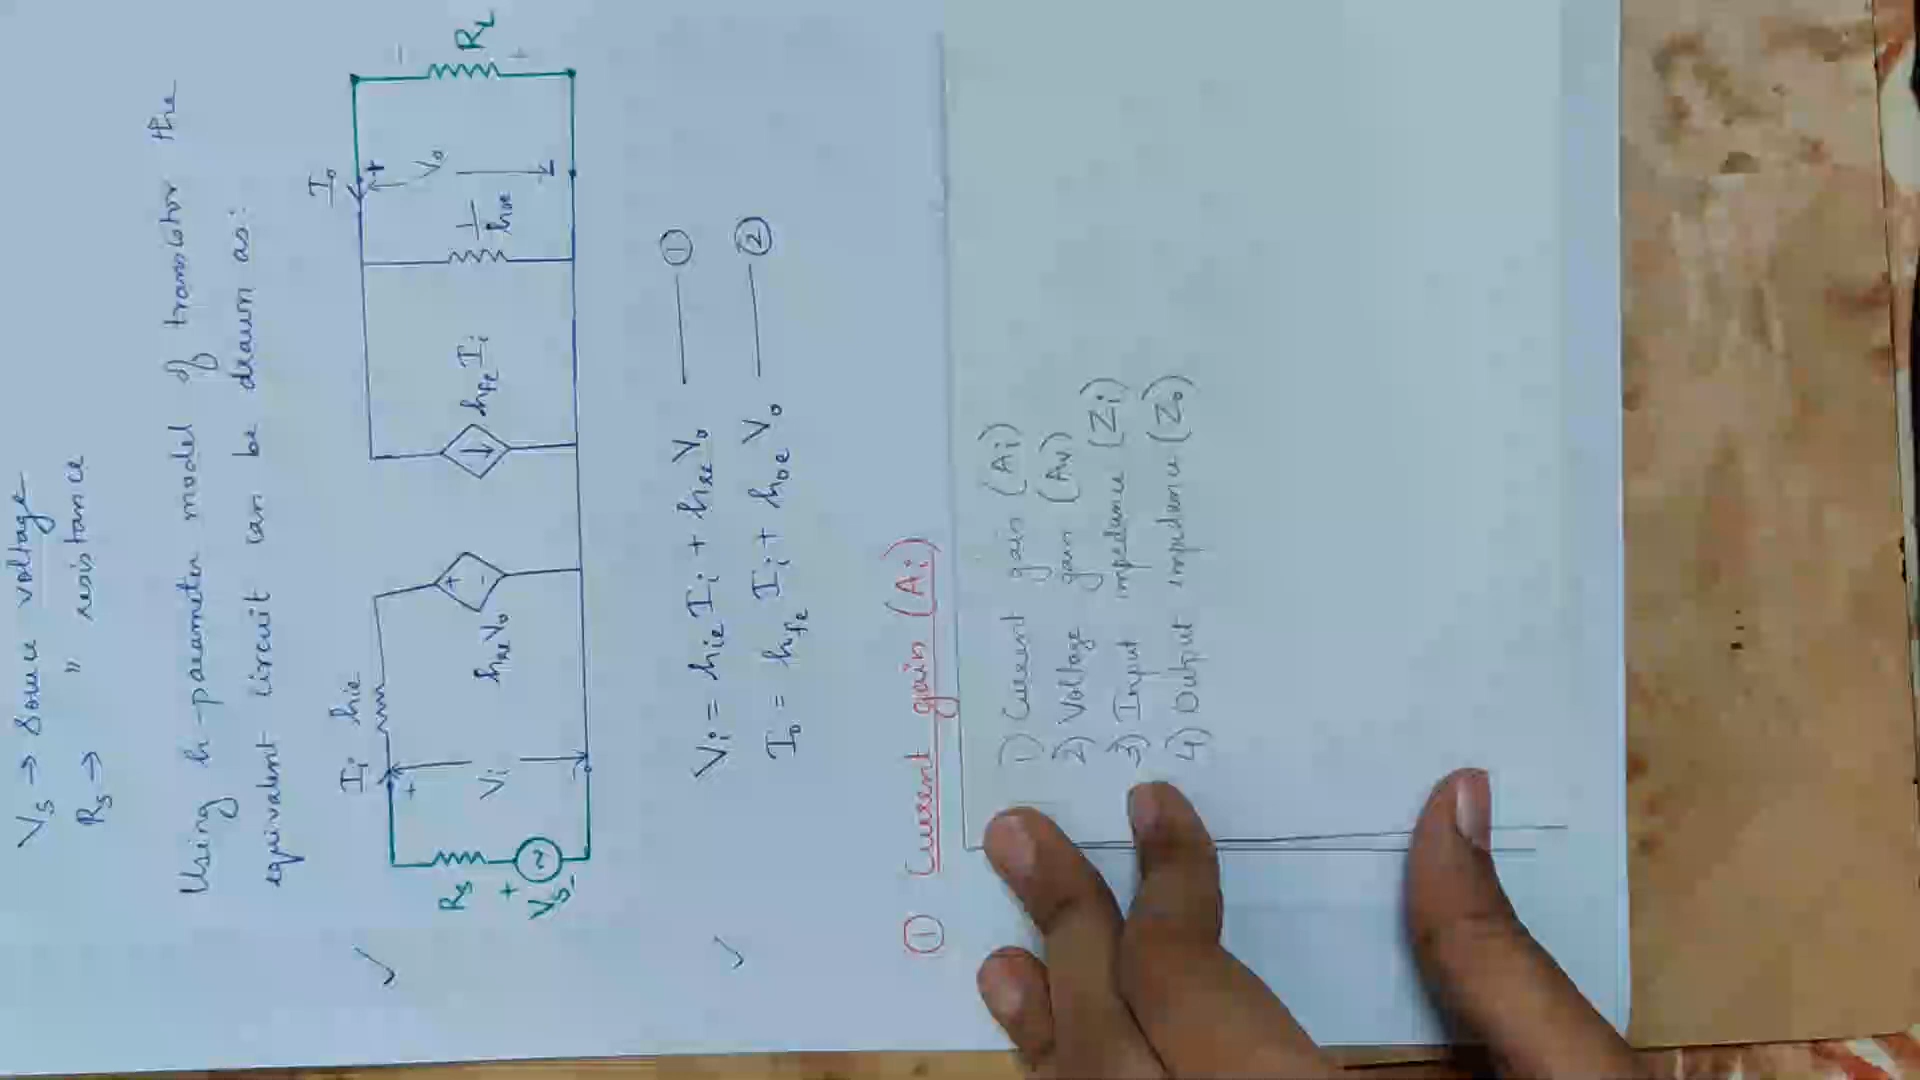 Vs → Source voltage
Rs → " resistance
Using h-parameter model of transistor the
equivalent circuit can be drawn as:
Ii hie
Io
+
Vi
Rs
+
Vs
-
hreVo
+
-
hfe Ii
1/hoe
+
Vo
-
-
RL
+
Vi = hie Ii + hre Vo —— ①
Io = hfe Ii + hoe Vo —— ②
① Current gain (Ai)
1) Current gain (Ai)
2) Voltage gain (Av)
3) Input impedance (Zi)
4) Output impedance (Zo)